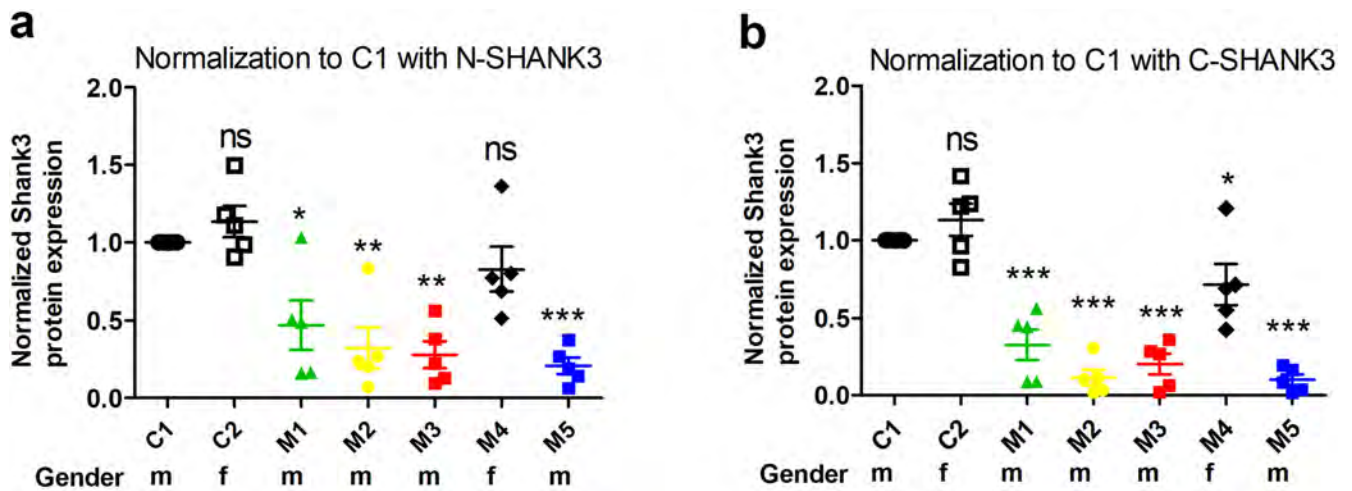 a
Normalization to C1 with N-SHANK3
Normalized Shank3
protein expression
2.0
1.5
1.0
0.5
0.0
ns
*
**
**
ns
***
C1 C2 M1 M2 M3 M4 M5
Gender m f m m m f m
b
Normalization to C1 with C-SHANK3
Normalized Shank3
protein expression
2.0
1.5
1.0
0.5
0.0
ns
***
***
***
*
***
C1 C2 M1 M2 M3 M4 M5
Gender m f m m m f m